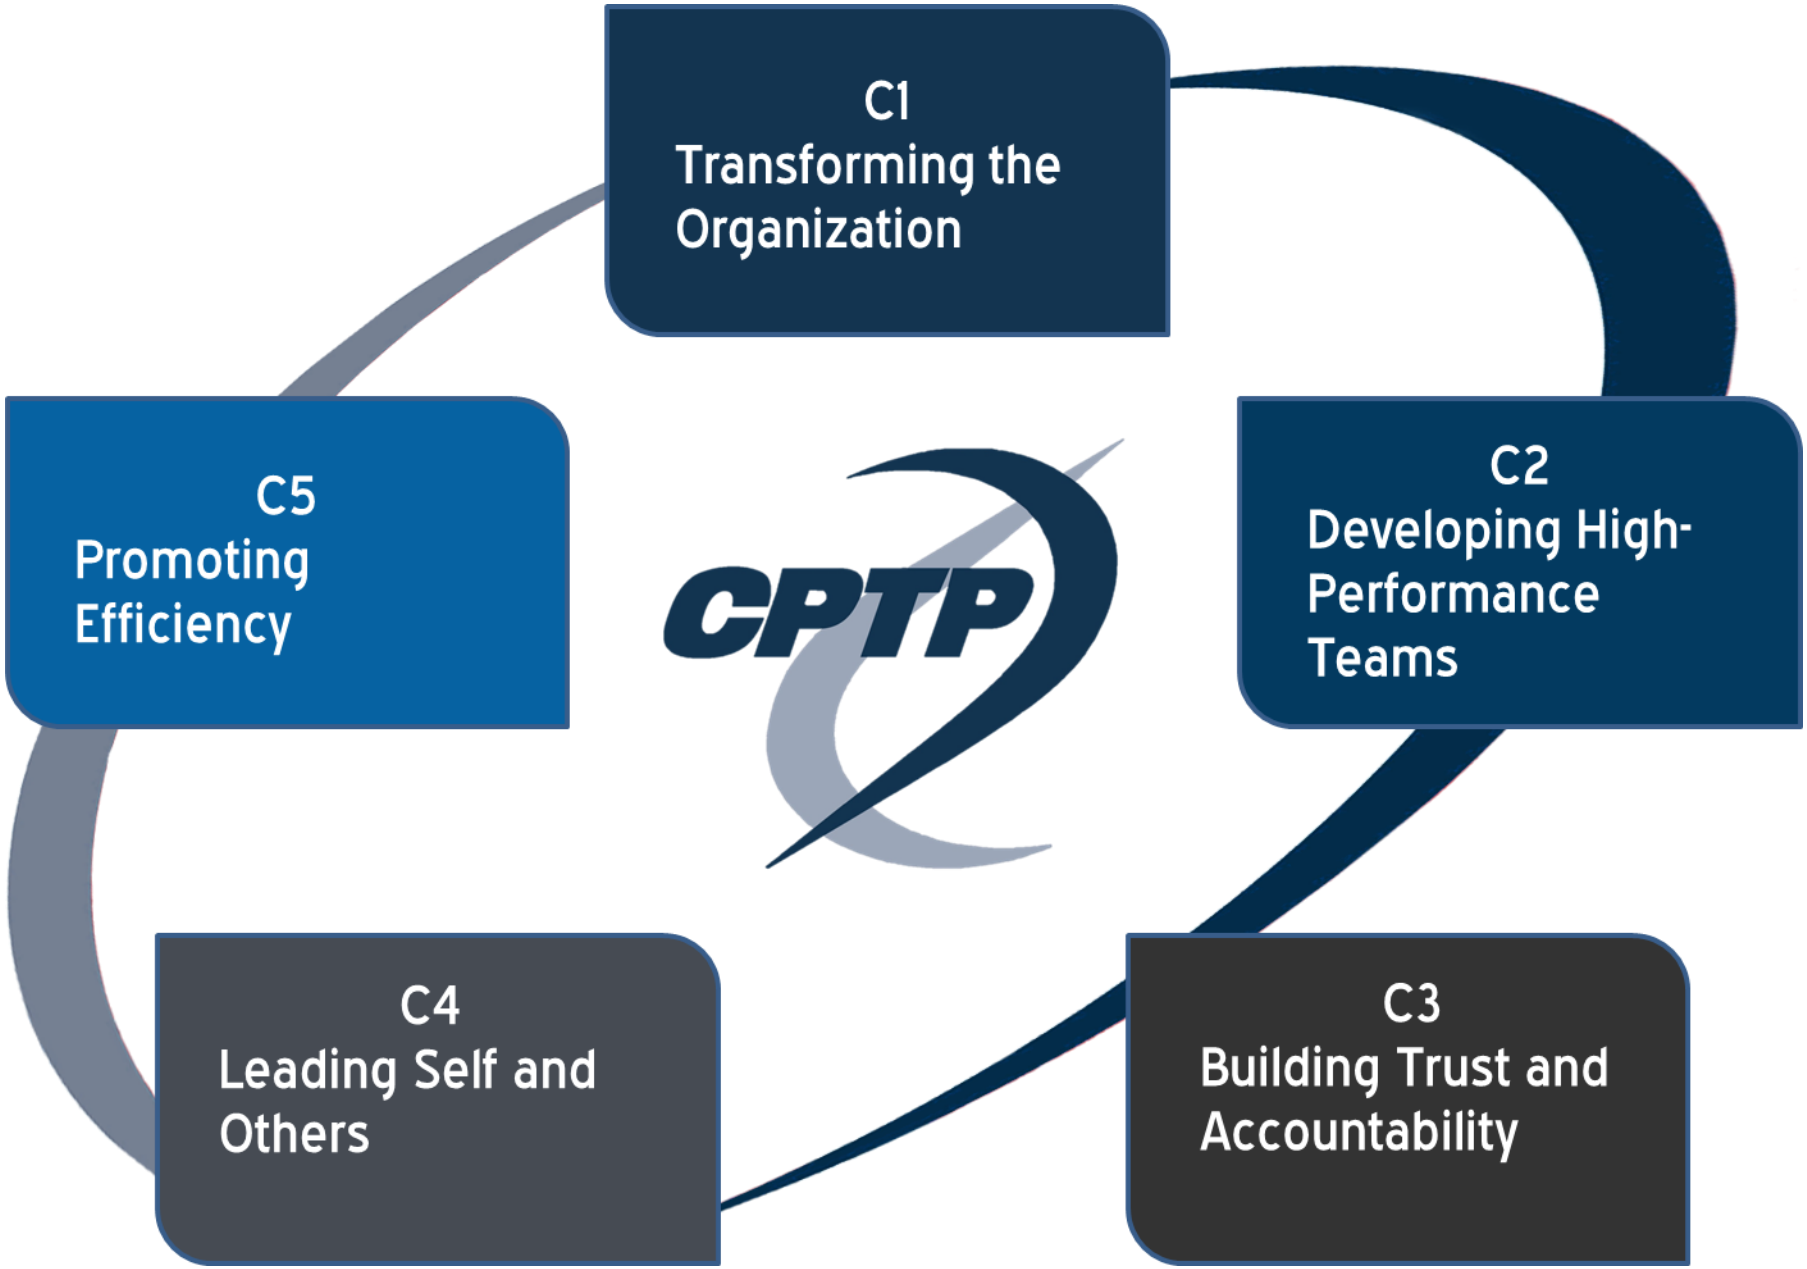 C1
Transforming the
Organization
C2
Developing High-
Performance
Teams
C3
Building Trust and
Accountability
C4
Leading Self and
Others
C5
Promoting
Efficiency
CPTP